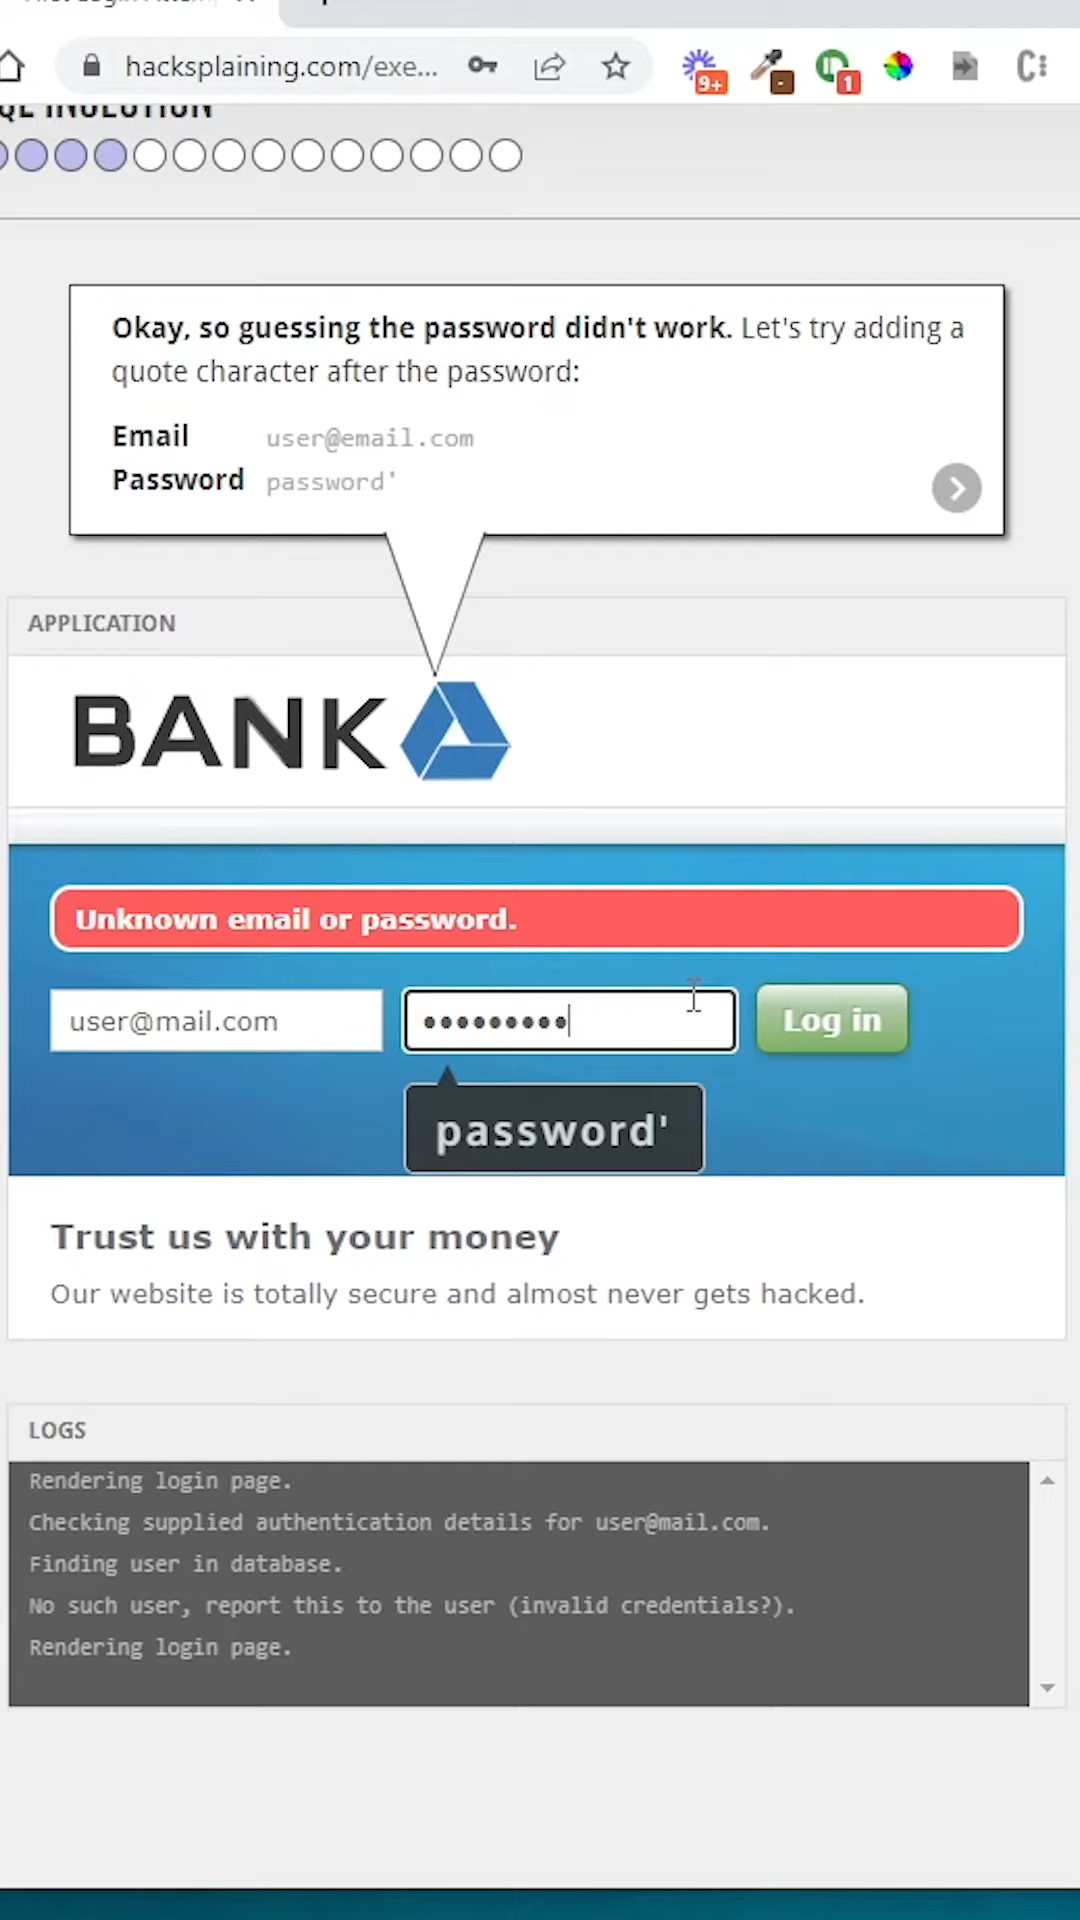 hacksplaining.com/exe...
9+
1
QL INJECTION
Okay, so guessing the password didn't work. Let's try adding a
quote character after the password:
Email user@email.com
Password password'
APPLICATION
BANK
Unknown email or password.
user@mail.com ••••••••• Log in
password'
Trust us with your money
Our website is totally secure and almost never gets hacked.
LOGS
Rendering login page.
Checking supplied authentication details for user@mail.com.
Finding user in database.
No such user, report this to the user (invalid credentials?).
Rendering login page.